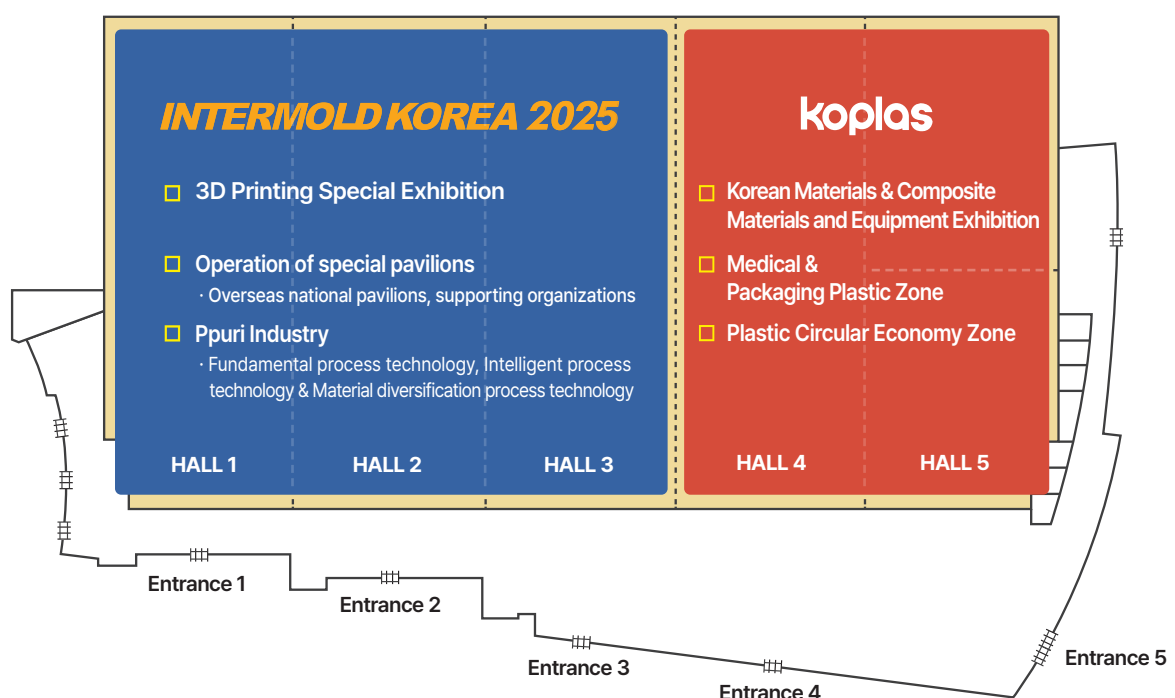 INTERMOLD KOREA 2025
3D Printing Special Exhibition
Operation of special pavilions
· Overseas national pavilions, supporting organizations
Ppuri Industry
· Fundamental process technology, Intelligent process
technology & Material diversification process technology
HALL 1
HALL 2
HALL 3
koplas
Korean Materials & Composite
Materials and Equipment Exhibition
Medical &
Packaging Plastic Zone
Plastic Circular Economy Zone
HALL 4
HALL 5
Entrance 1
Entrance 2
Entrance 3
Entrance 4
Entrance 5